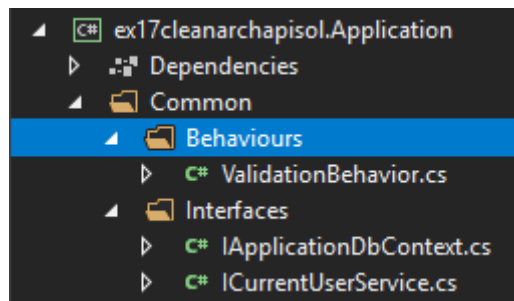 C# ex17cleanarchapisol.Application
Dependencies
Common
Behaviours
C# ValidationBehavior.cs
Interfaces
C# IApplicationDbContext.cs
C# ICurrentUserService.cs